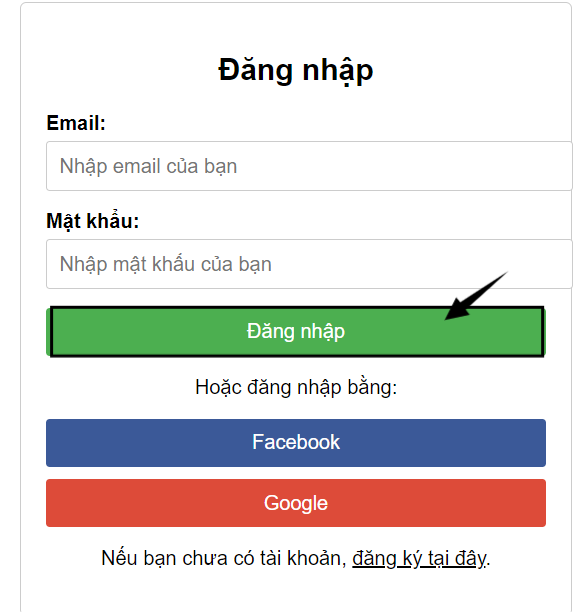 Đăng nhập
Email:
Nhập email của bạn
Mật khẩu:
Nhập mật khẩu của bạn
Đăng nhập
Hoặc đăng nhập bằng:
Facebook
Google
Nếu bạn chưa có tài khoản, đăng ký tại đây.